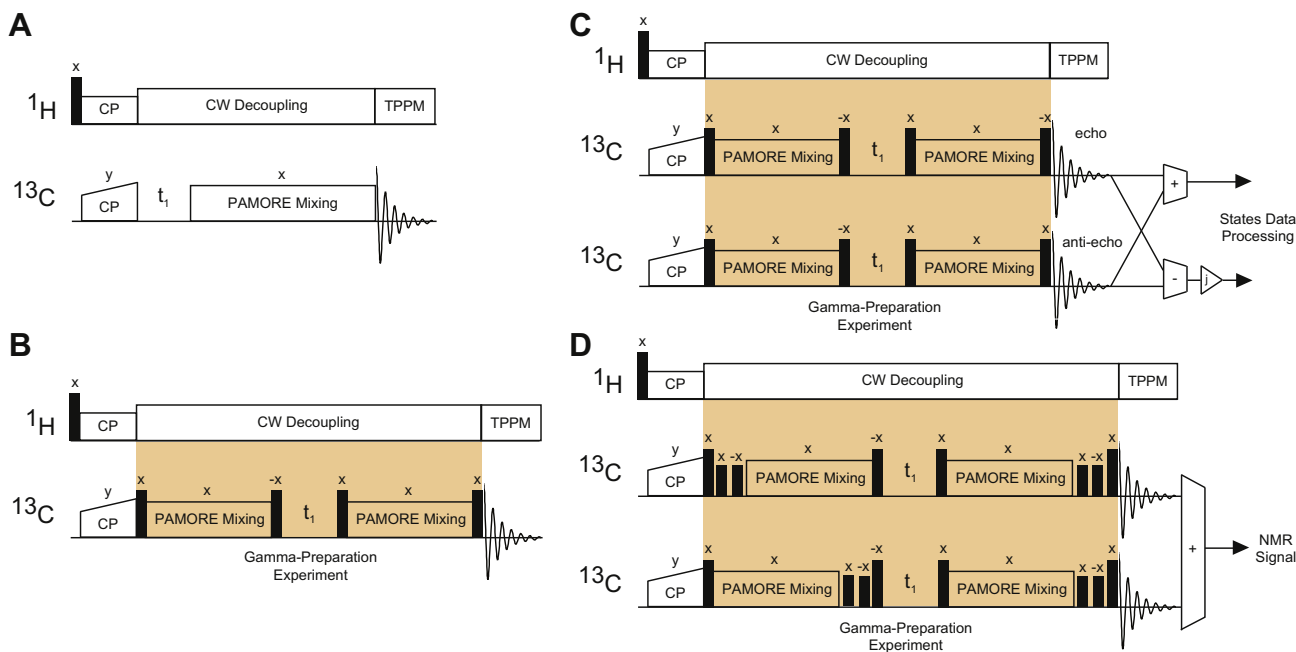 A
x
¹H
CP
CW Decoupling
TPPM
y
x
¹³C
CP
t₁
PAMORE Mixing
B
x
¹H
CP
CW Decoupling
TPPM
y
x
x
-x
x
x
x
¹³C
CP
PAMORE Mixing
t₁
PAMORE Mixing
Gamma-Preparation
Experiment
C
x
¹H
CP
CW Decoupling
TPPM
y
x
x
-x
x
x
-x
echo
¹³C
CP
PAMORE Mixing
t₁
PAMORE Mixing
+
States Data
Processing
y
x
x
-x
x
x
x
anti-echo
¹³C
CP
PAMORE Mixing
t₁
PAMORE Mixing
-
j
Gamma-Preparation
Experiment
D
x
¹H
CP
CW Decoupling
TPPM
y
x
x
-x
x
-x
x
x
x
-x
x
¹³C
CP
PAMORE Mixing
t₁
PAMORE Mixing
+
NMR
Signal
y
x
x
x
-x
-x
x
x
x
-x
x
¹³C
CP
PAMORE Mixing
t₁
PAMORE Mixing
Gamma-Preparation
Experiment